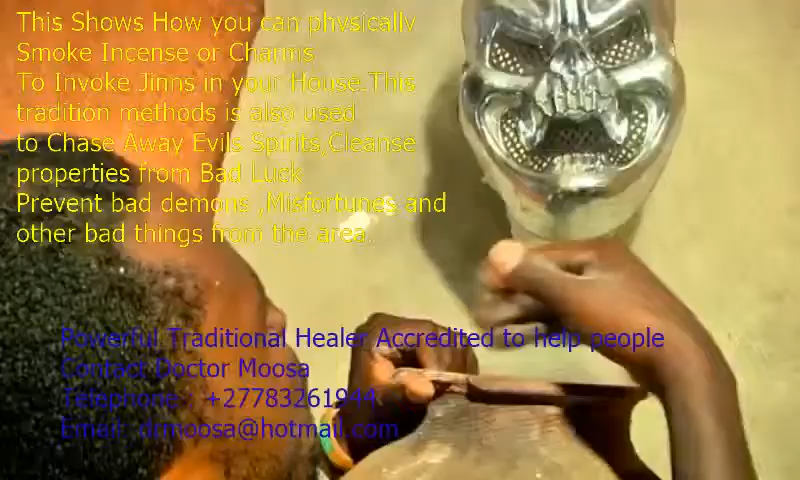 This Shows How you can physically
Smoke Incense or Charms
To Invoke Jinns in your House.This
tradition methods is also used
to Chase Away Evils Spirits,Cleanse
properties from Bad Luck
Prevent bad demons ,Misfortunes and
other bad things from the area.
Powerful Traditional Healer Accredited to help people
Contact Doctor Moosa
Telephone : +27783261944
Email: drmoosa@hotmail.com